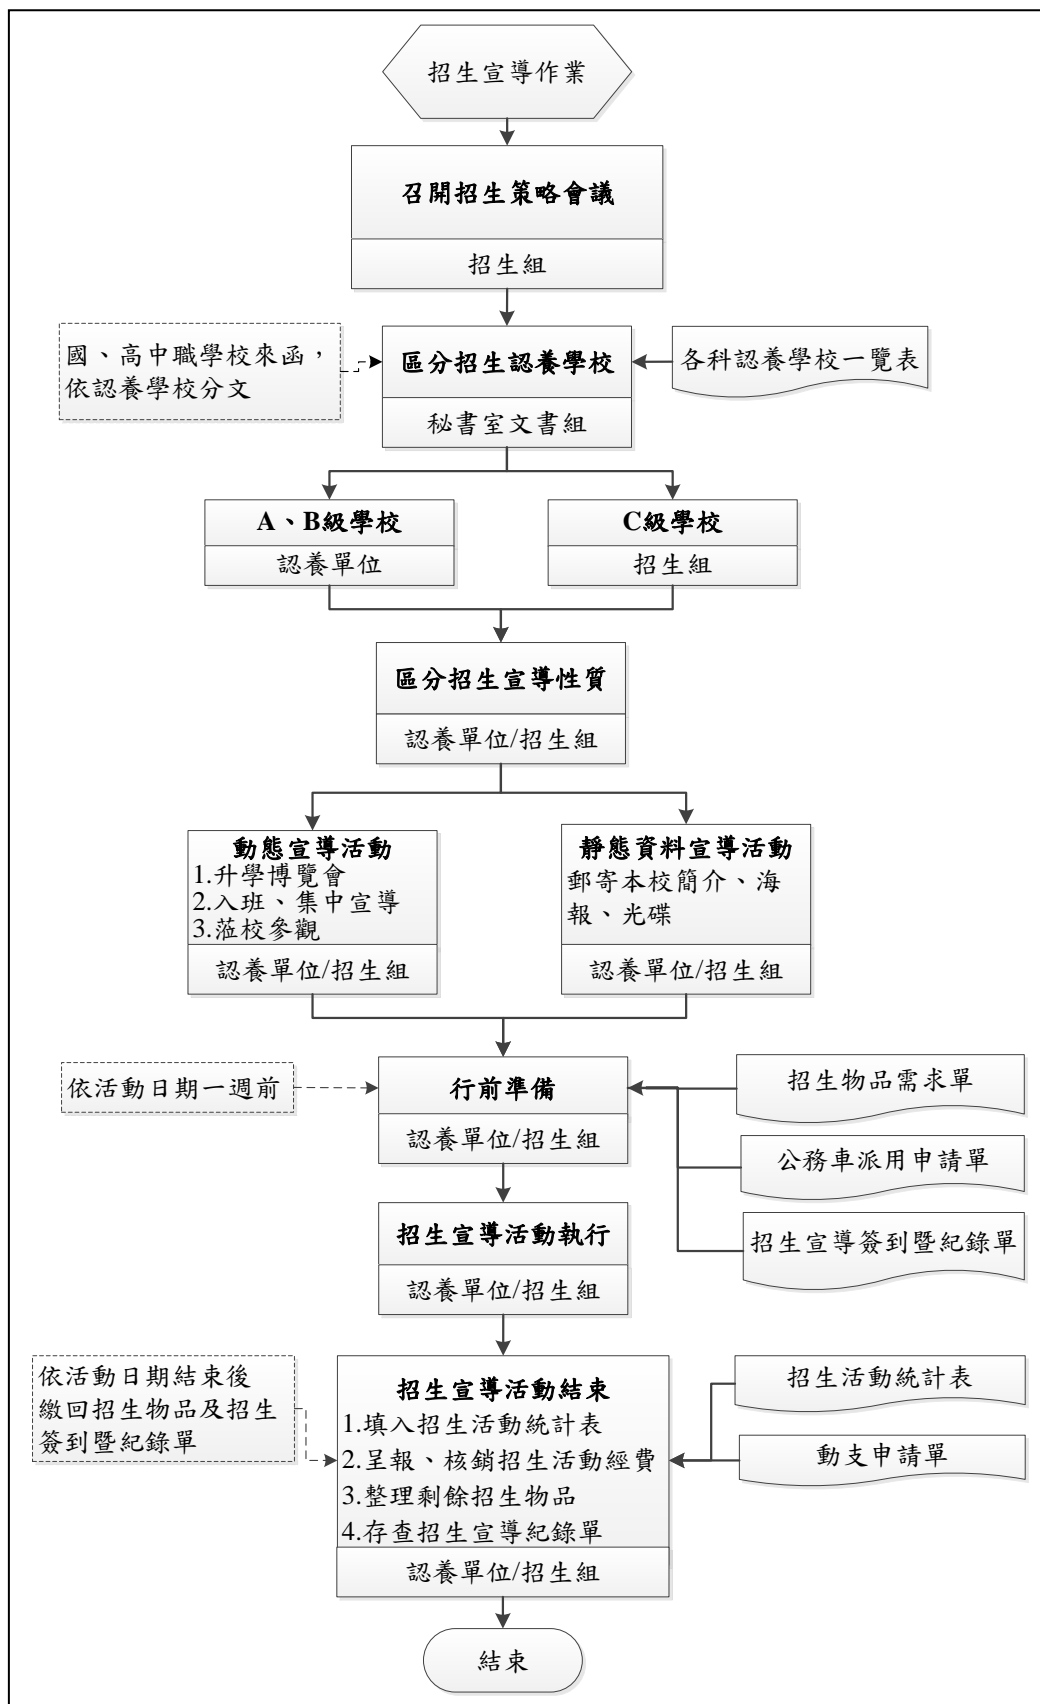 招生宣導作業
召開招生策略會議
招生組
國、高中職學校來函，
依認養學校分文
區分招生認養學校
秘書室文書組
各科認養學校一覽表
A、B級學校
認養單位
C級學校
招生組
區分招生宣導性質
認養單位/招生組
動態宣導活動
1.升學博覽會
2.入班、集中宣導
3.蒞校參觀
認養單位/招生組
靜態資料宣導活動
郵寄本校簡介、海
報、光碟
認養單位/招生組
依活動日期一週前
行前準備
認養單位/招生組
招生物品需求單
公務車派用申請單
招生宣導簽到暨紀錄單
招生宣導活動執行
認養單位/招生組
依活動日期結束後
繳回招生物品及招生
簽到暨紀錄單
招生宣導活動結束
1.填入招生活動統計表
2.呈報、核銷招生活動經費
3.整理剩餘招生物品
4.存查招生宣導紀錄單
認養單位/招生組
招生活動統計表
動支申請單
結束